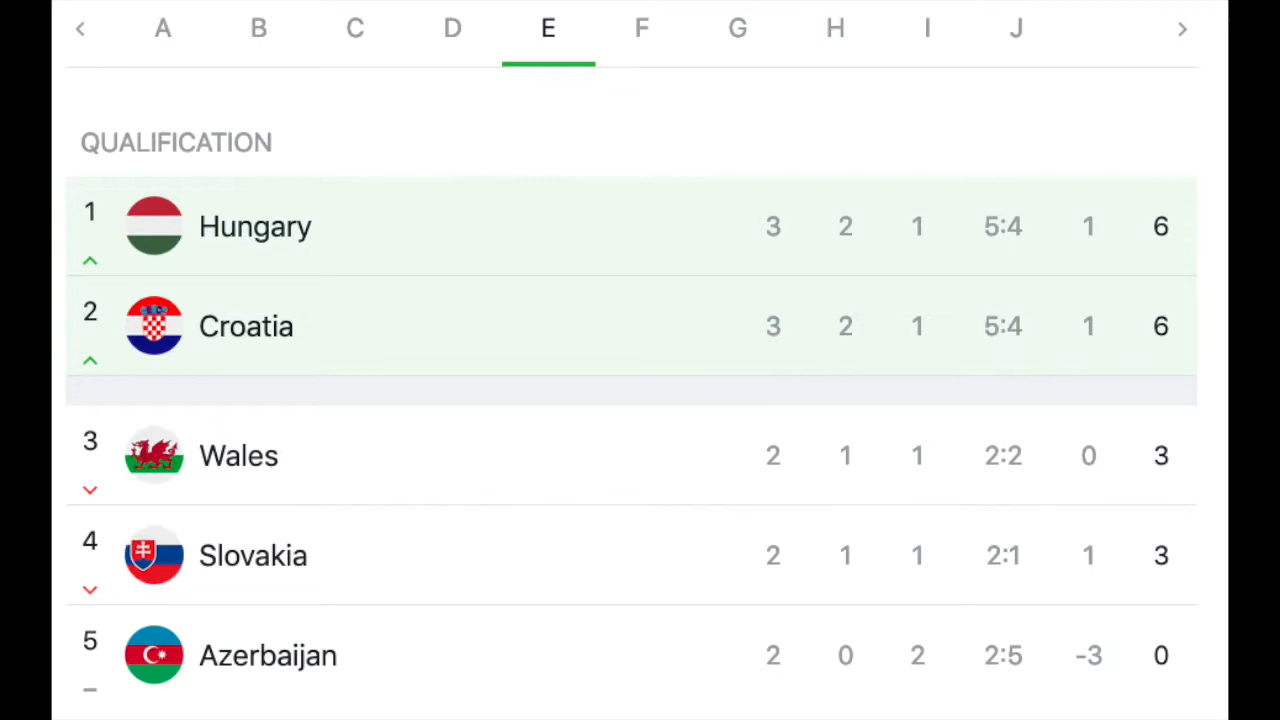 A B C D E F G H I J
QUALIFICATION
1 Hungary 3 2 1 5:4 1 6
2 Croatia 3 2 1 5:4 1 6
3 Wales 2 1 1 2:2 0 3
4 Slovakia 2 1 1 2:1 1 3
5 Azerbaijan 2 0 2 2:5 -3 0